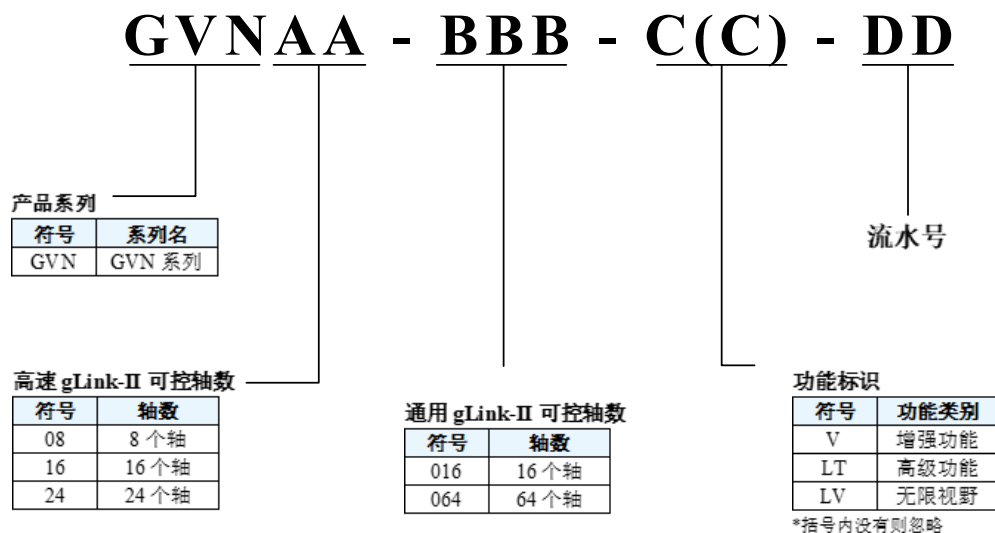 GVNAA - BBB - C(C) - DD
产品系列
符号 系列名
GVN GVN 系列
流水号
高速 gLink-II 可控轴数
符号 轴数
08 8 个轴
16 16 个轴
24 24 个轴
通用 gLink-II 可控轴数
符号 轴数
016 16 个轴
064 64 个轴
功能标识
符号 功能类别
V 增强功能
LT 高级功能
LV 无限视野
*括号内没有则忽略